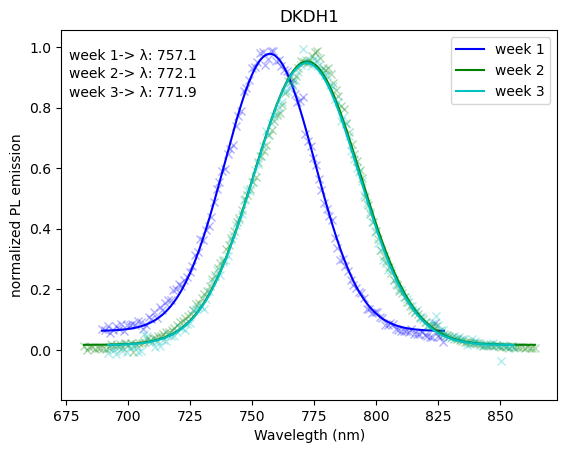 DKDH1
week 1-> λ: 757.1
week 2-> λ: 772.1
week 3-> λ: 771.9
week 1
week 2
week 3
normalized PL emission
1.0
0.8
0.6
0.4
0.2
0.0
675 700 725 750 775 800 825 850
Wavelegth (nm)